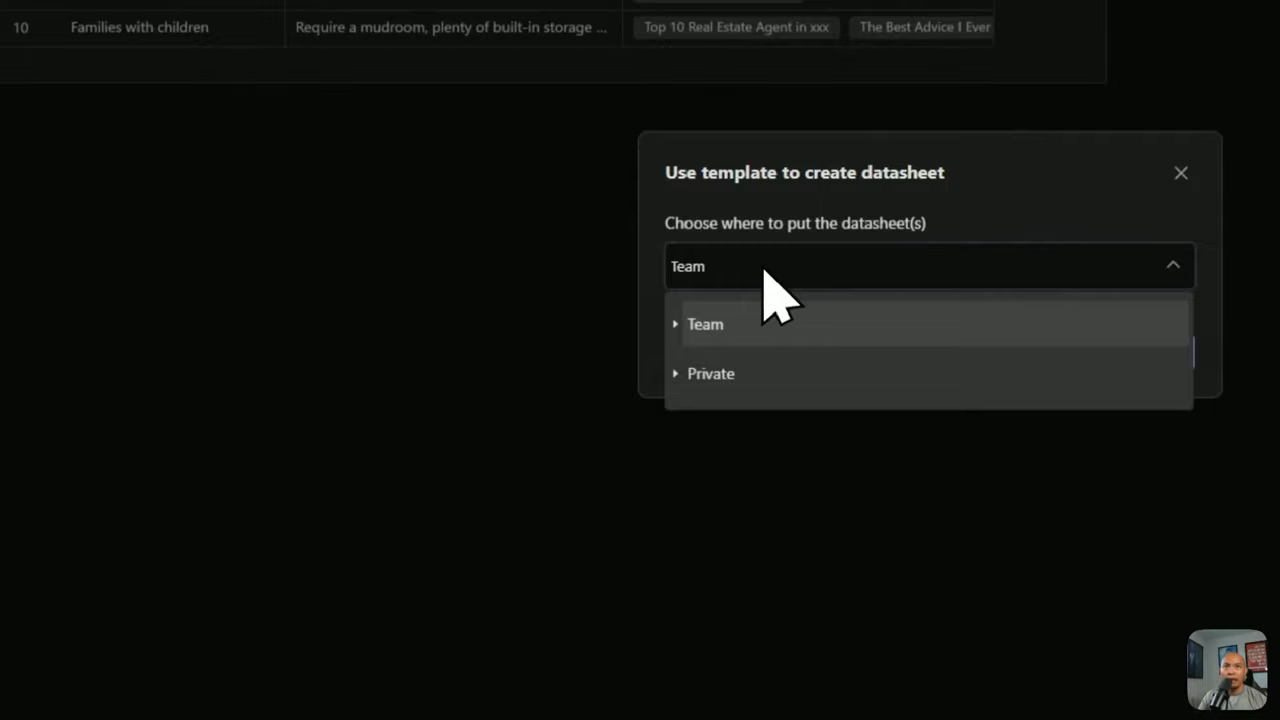 10 Families with children Require a mudroom, plenty of built-in storage ... Top 10 Real Estate Agent in xxx The Best Advice I Ever
Use template to create datasheet
Choose where to put the datasheet(s)
Team
Team
Private